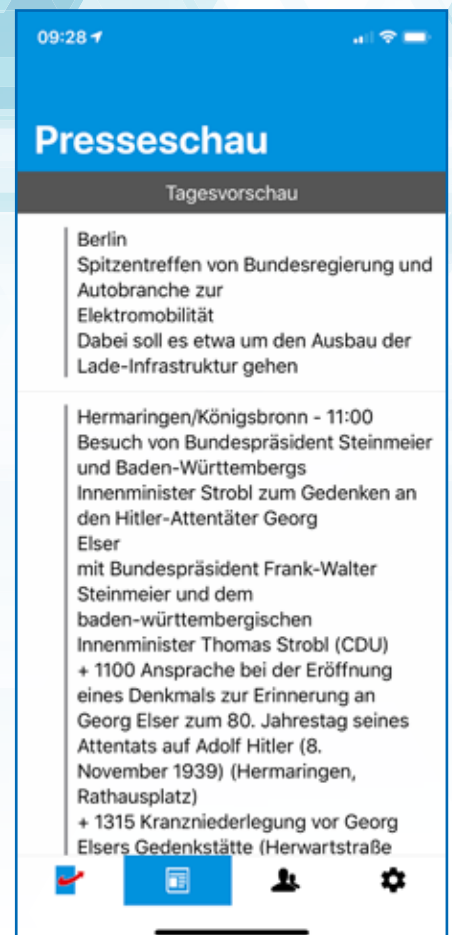 09:28
Presseschau
Tagesvorschau
Berlin
Spitzentreffen von Bundesregierung und
Autobranche zur
Elektromobilität
Dabei soll es etwa um den Ausbau der
Lade-Infrastruktur gehen
Hermaringen/Königsbronn - 11:00
Besuch von Bundespräsident Steinmeier
und Baden-Württembergs
Innenminister Strobl zum Gedenken an
den Hitler-Attentäter Georg
Elser
mit Bundespräsident Frank-Walter
Steinmeier und dem
baden-württembergischen
Innenminister Thomas Strobl (CDU)
+ 1100 Ansprache bei der Eröffnung
eines Denkmals zur Erinnerung an
Georg Elser zum 80. Jahrestag seines
Attentats auf Adolf Hitler (8.
November 1939) (Hermaringen,
Rathausplatz)
+ 1315 Kranzniederlegung vor Georg
Elsers Gedenkstätte (Herwartstraße